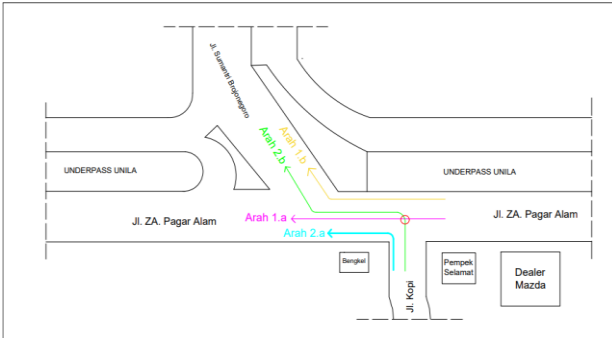 Jl. Sumantri Brojonegoro
Arah 2.b
Arah 1.b
UNDERPASS UNILA
UNDERPASS UNILA
Jl. ZA. Pagar Alam
Arah 1.a
Jl. ZA. Pagar Alam
Arah 2.a
Bengkel
Pempek
Selamat
Dealer
Mazda
Jl. Kopi